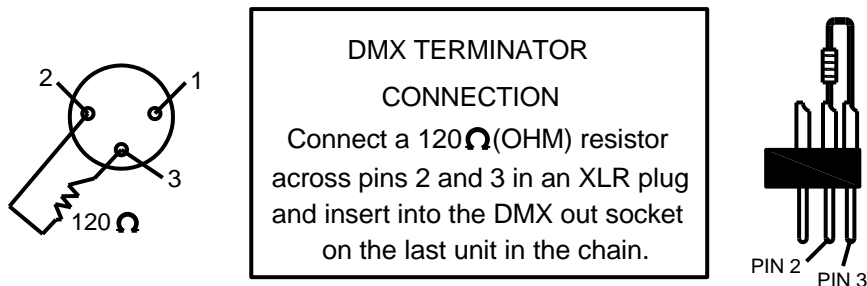 2
1
3
120 Ω
DMX TERMINATOR
CONNECTION
Connect a 120Ω(OHM) resistor
across pins 2 and 3 in an XLR plug
and insert into the DMX out socket
on the last unit in the chain.
PIN 2
PIN 3